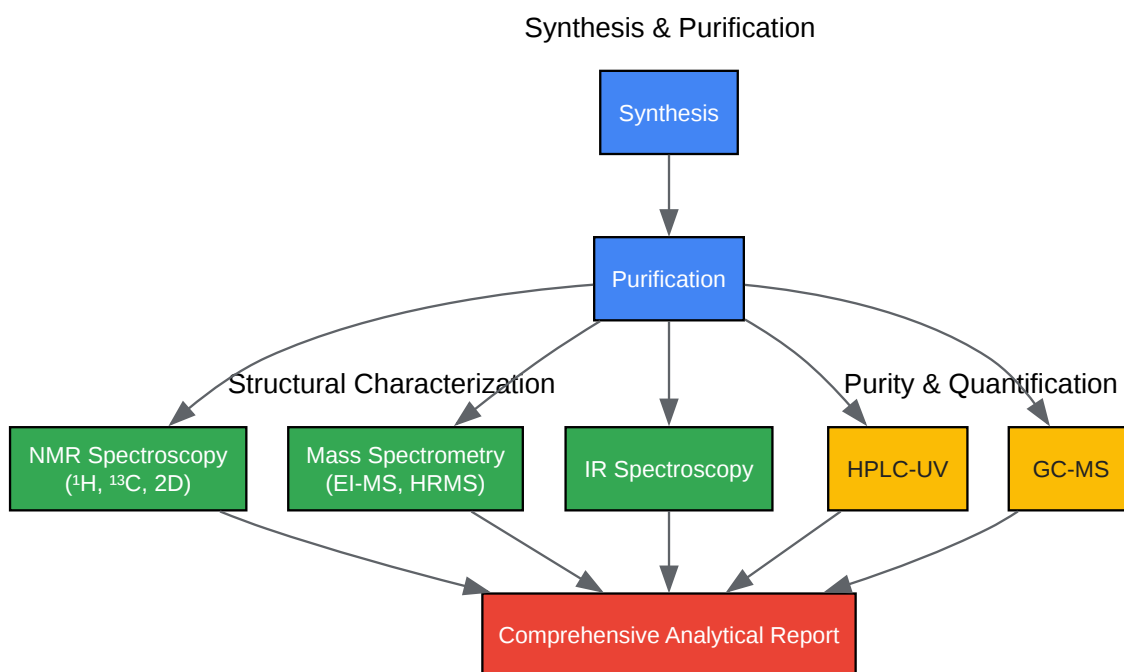 Synthesis & Purification
Synthesis
Purification
Structural Characterization
Purity & Quantification
NMR Spectroscopy
(¹H, ¹³C, 2D)
Mass Spectrometry
(EI-MS, HRMS)
IR Spectroscopy
HPLC-UV
GC-MS
Comprehensive Analytical Report